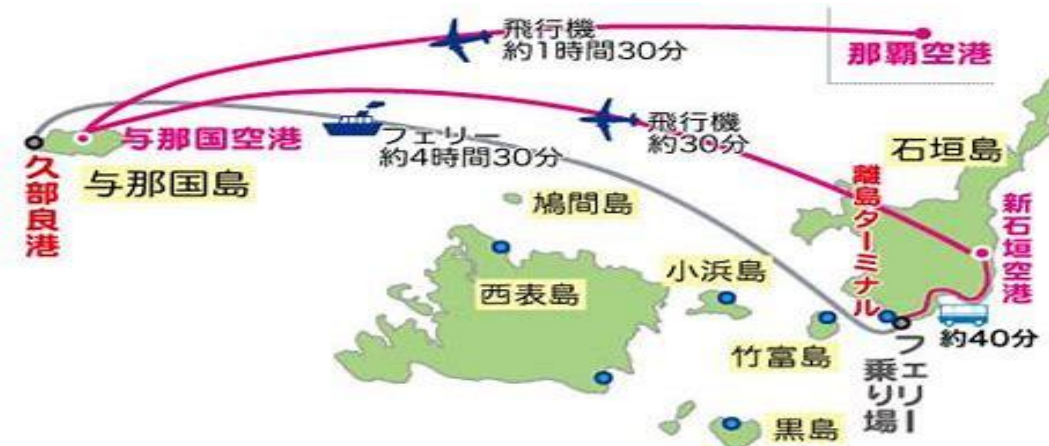 飛行機
約1時間30分
那覇空港
与那国空港
フェリー
約4時間30分
飛行機
約30分
石垣島
久部良港
与那国島
鳩間島
離島ターミナル
新石垣空港
西表島
小浜島
竹富島
約40分
フェリー
乗り場
黒島